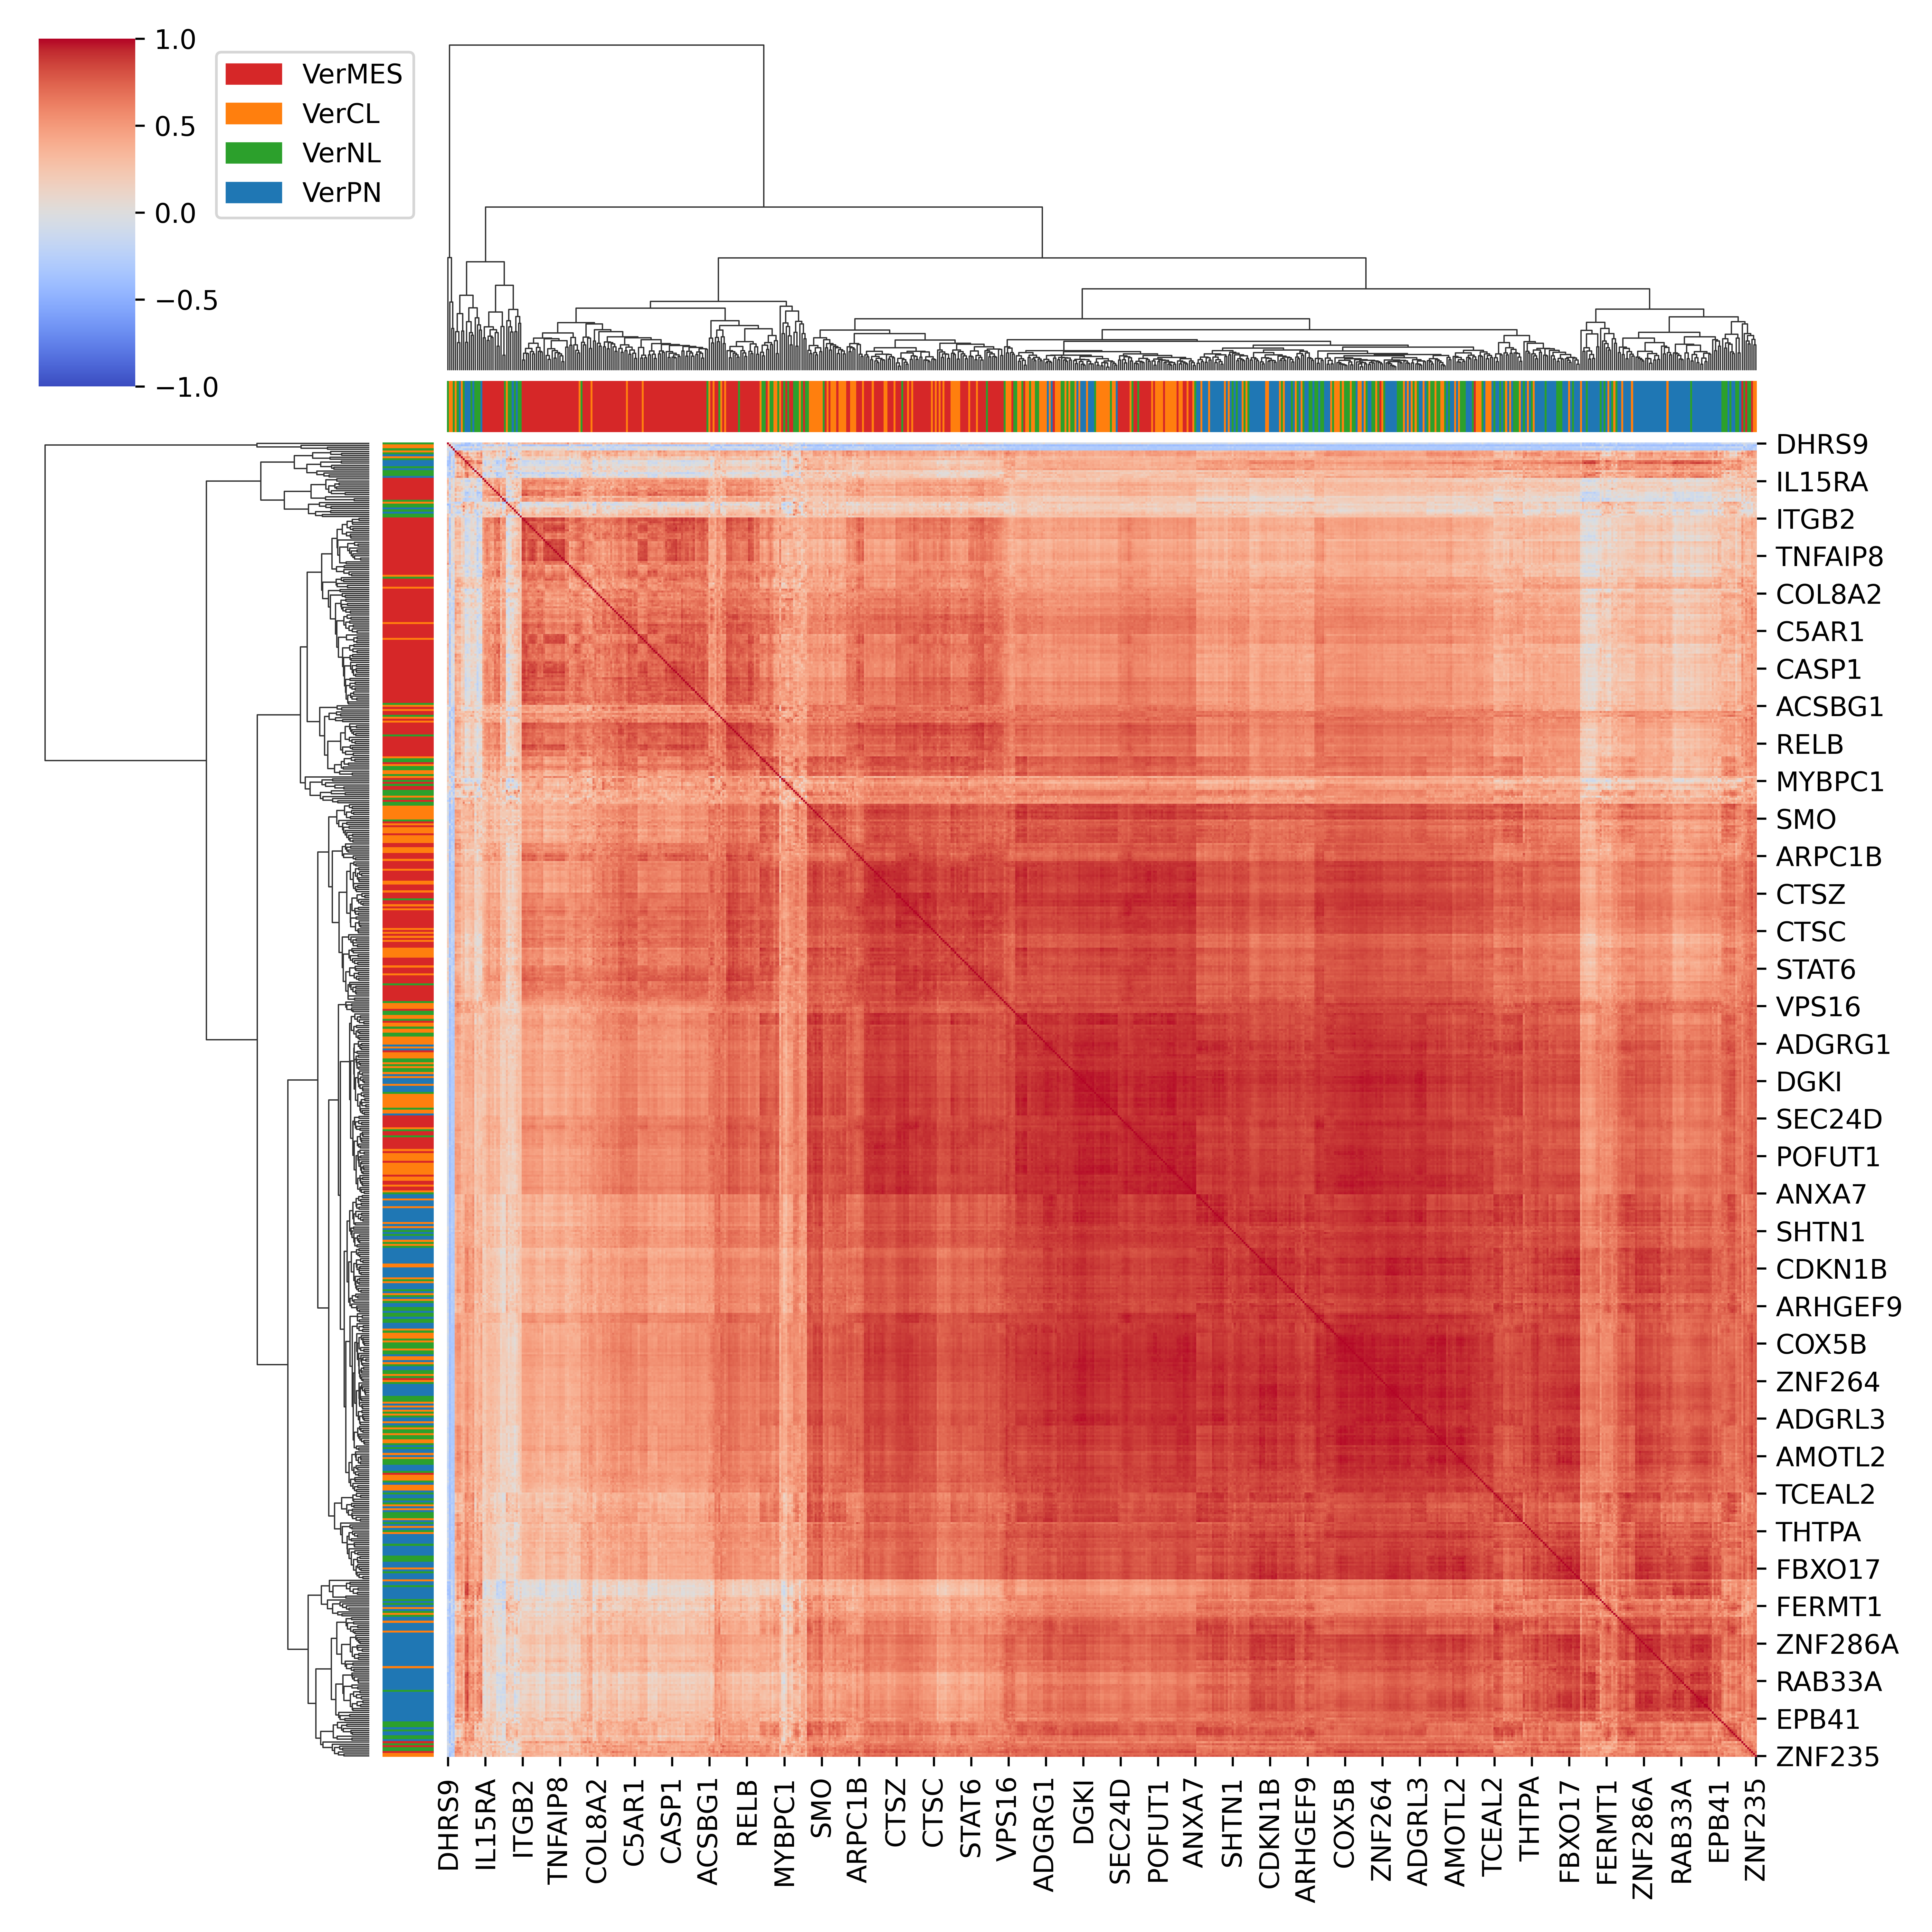 1.0
0.5
0.0
−0.5
−1.0
VerMES
VerCL
VerNL
VerPN
DHRS9
IL15RA
ITGB2
TNFAIP8
COL8A2
C5AR1
CASP1
ACSBG1
RELB
MYBPC1
SMO
ARPC1B
CTSZ
CTSC
STAT6
VPS16
ADGRG1
DGKI
SEC24D
POFUT1
ANXA7
SHTN1
CDKN1B
ARHGEF9
COX5B
ZNF264
ADGRL3
AMOTL2
TCEAL2
THTPA
FBXO17
FERMT1
ZNF286A
RAB33A
EPB41
ZNF235
DHRS9
IL15RA
ITGB2
TNFAIP8
COL8A2
C5AR1
CASP1
ACSBG1
RELB
MYBPC1
SMO
ARPC1B
CTSZ
CTSC
STAT6
VPS16
ADGRG1
DGKI
SEC24D
POFUT1
ANXA7
SHTN1
CDKN1B
ARHGEF9
COX5B
ZNF264
ADGRL3
AMOTL2
TCEAL2
THTPA
FBXO17
FERMT1
ZNF286A
RAB33A
EPB41
ZNF235